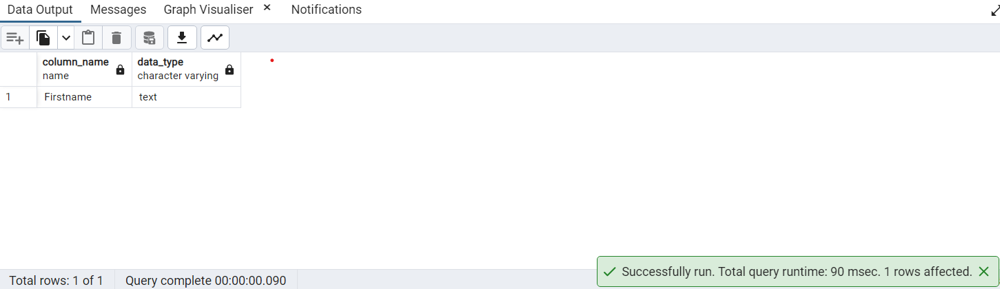 Data Output Messages Graph Visualiser × Notifications
column_name data_type
name character varying
1 Firstname text
Successfully run. Total query runtime: 90 msec. 1 rows affected.
Total rows: 1 of 1 Query complete 00:00:00.090